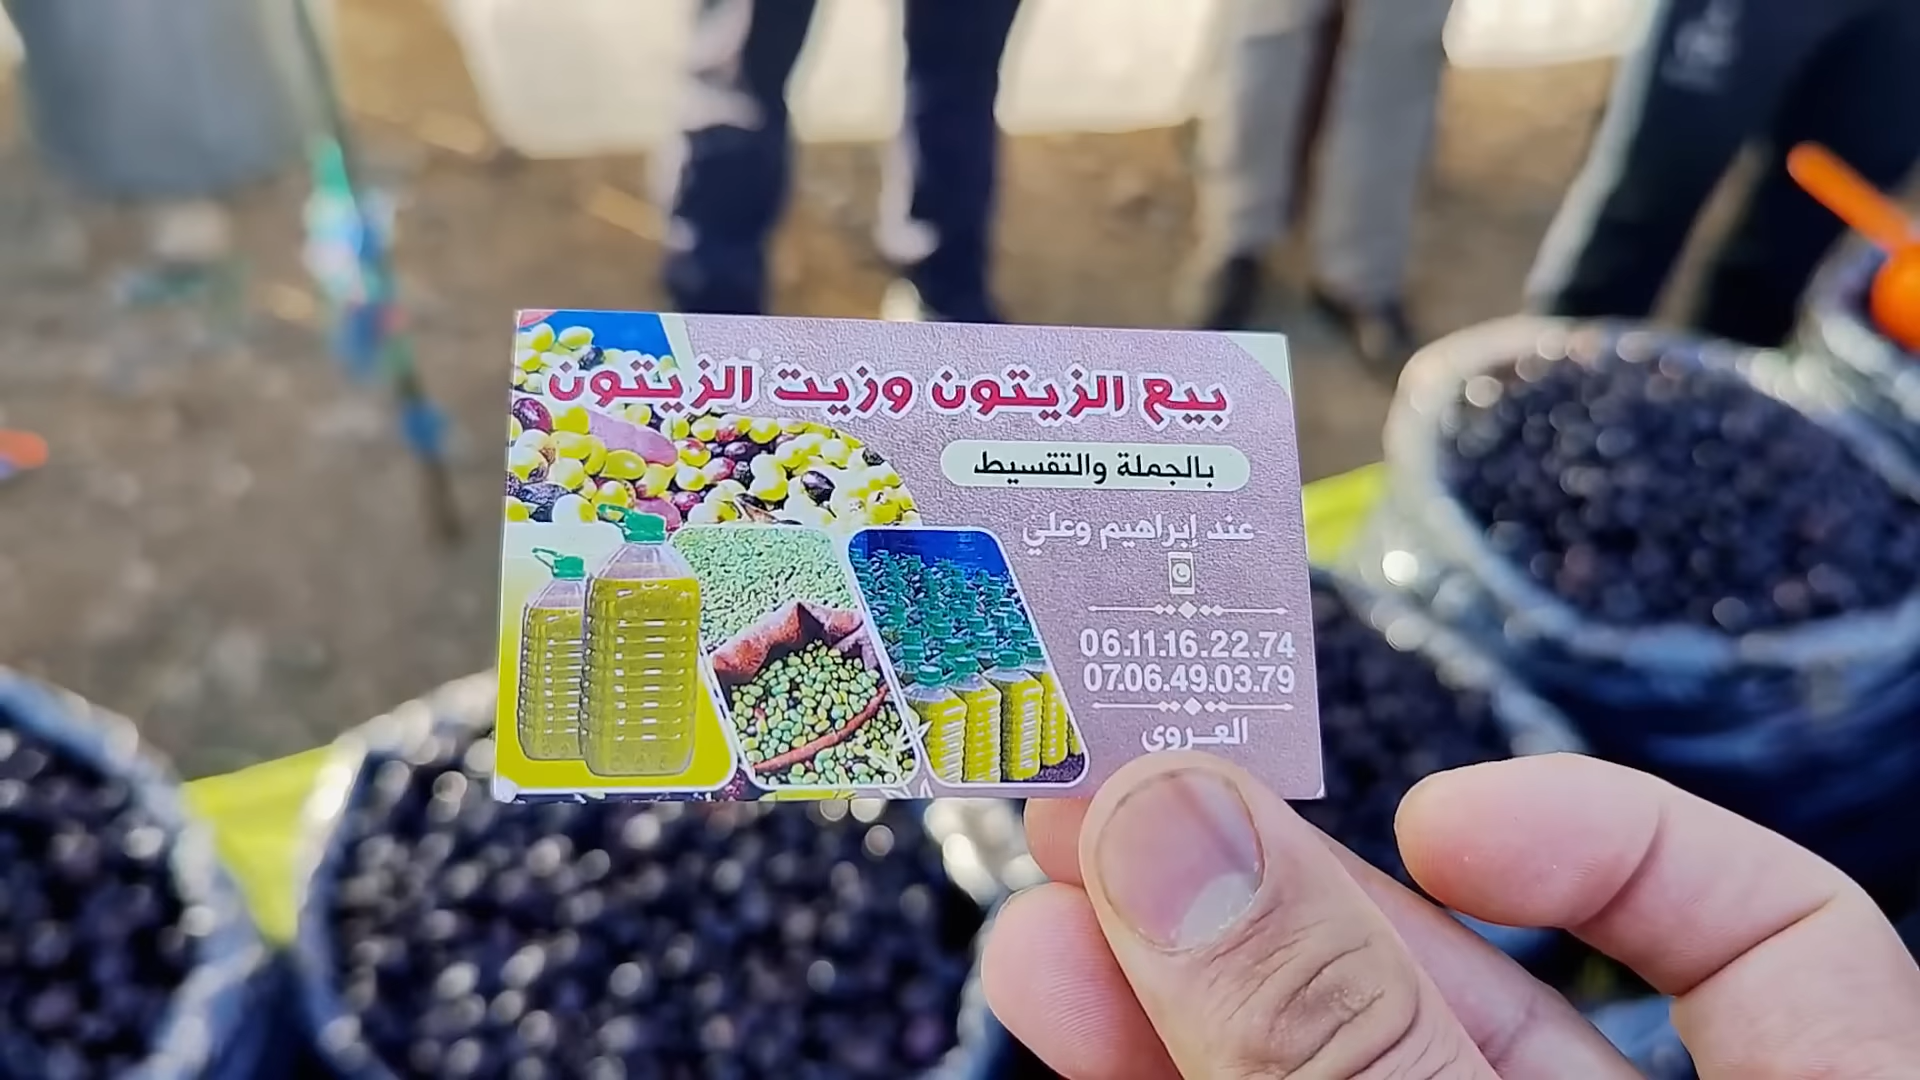 بيع الزيتون وزيت الزيتون
بالجملة والتقسيط
عند إبراهيم وعلي
06.11.16.22.74
07.06.49.03.79
العروي